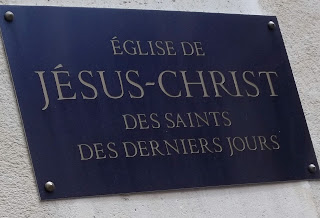 ÉGLISE DE
JÉSUS-CHRIST
DES SAINTS
DES DERNIERS JOURS